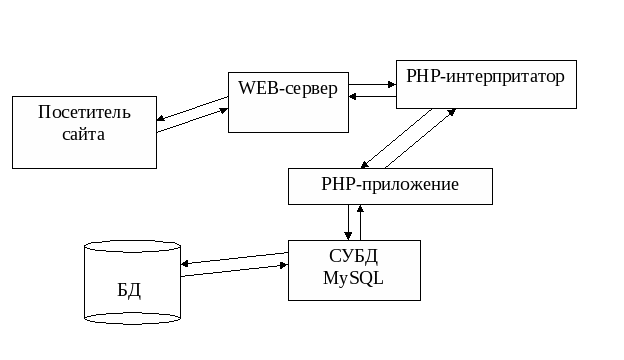 WEB-сервер
PHP-интерпритатор
Посетитель
сайта
PHP-приложение
СУБД
MySQL
БД